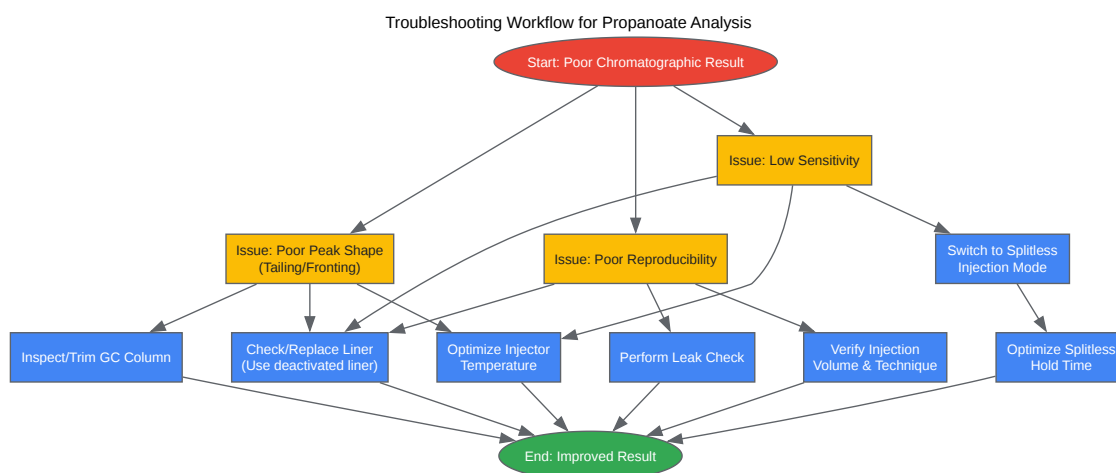 Troubleshooting Workflow for Propanoate Analysis
Start: Poor Chromatographic Result
Issue: Low Sensitivity
Issue: Poor Peak Shape
(Tailing/Fronting)
Issue: Poor Reproducibility
Switch to Splitless
Injection Mode
Inspect/Trim GC Column
Check/Replace Liner
(Use deactivated liner)
Optimize Injector
Temperature
Perform Leak Check
Verify Injection
Volume & Technique
Optimize Splitless
Hold Time
End: Improved Result